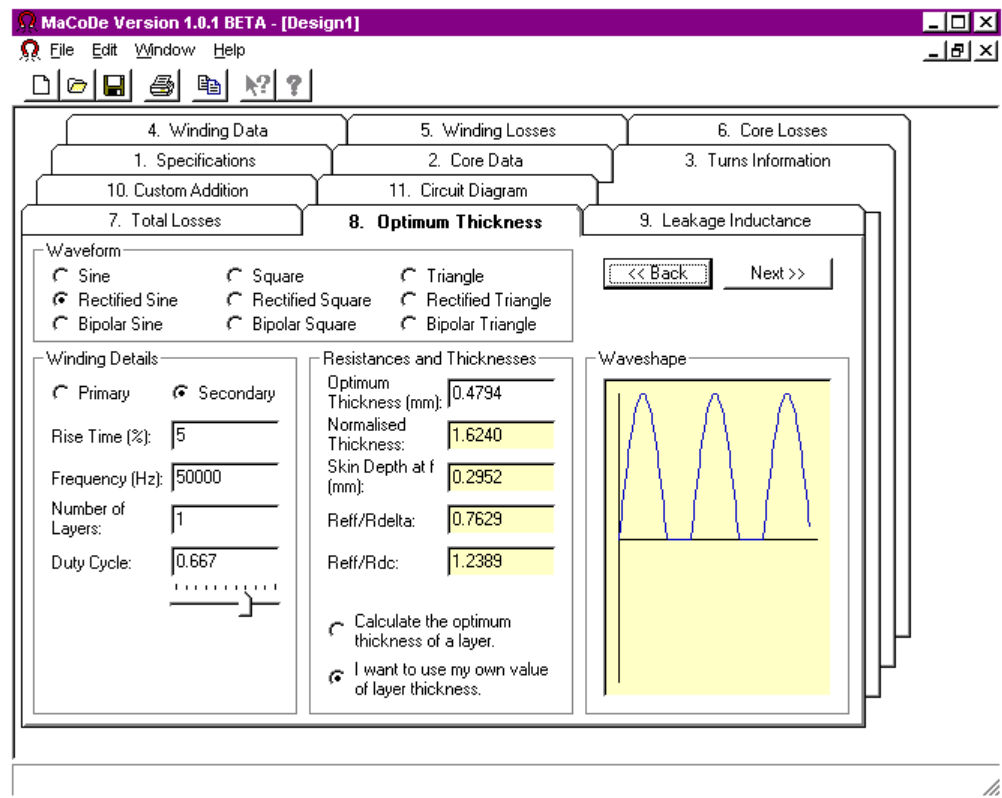 MaCoDe Version 1.0.1 BETA - [Design1]
File Edit Window Help
4. Winding Data 5. Winding Losses 6. Core Losses
1. Specifications 2. Core Data 3. Turns Information
10. Custom Addition 11. Circuit Diagram
7. Total Losses 8. Optimum Thickness 9. Leakage Inductance
Waveform
Sine Square Triangle
Rectified Sine Rectified Square Rectified Triangle
Bipolar Sine Bipolar Square Bipolar Triangle
<< Back Next >>
Winding Details
Primary Secondary
Rise Time (%): 5
Frequency (Hz): 50000
Number of
Layers: 1
Duty Cycle: 0.667
Resistances and Thicknesses
Optimum
Thickness (mm): 0.4794
Normalised
Thickness: 1.6240
Skin Depth at f
(mm): 0.2952
Reff/Rdelta: 0.7629
Reff/Rdc: 1.2389
Calculate the optimum
thickness of a layer.
I want to use my own value
of layer thickness.
Waveshape